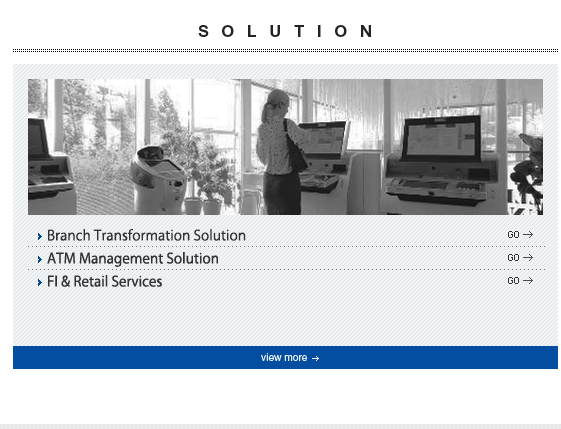 SOLUTION
Branch Transformation Solution GO →
ATM Management Solution GO →
FI & Retail Services GO →
view more →